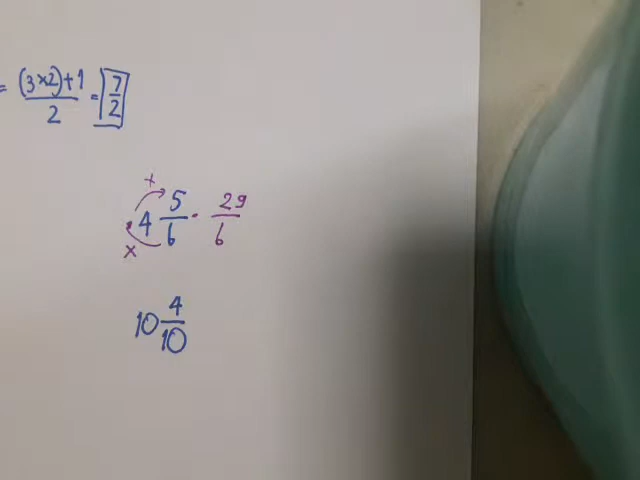 = (3×2)+1/2 = 7/2
+
4 5/6 = 29/6
×
10 4/10